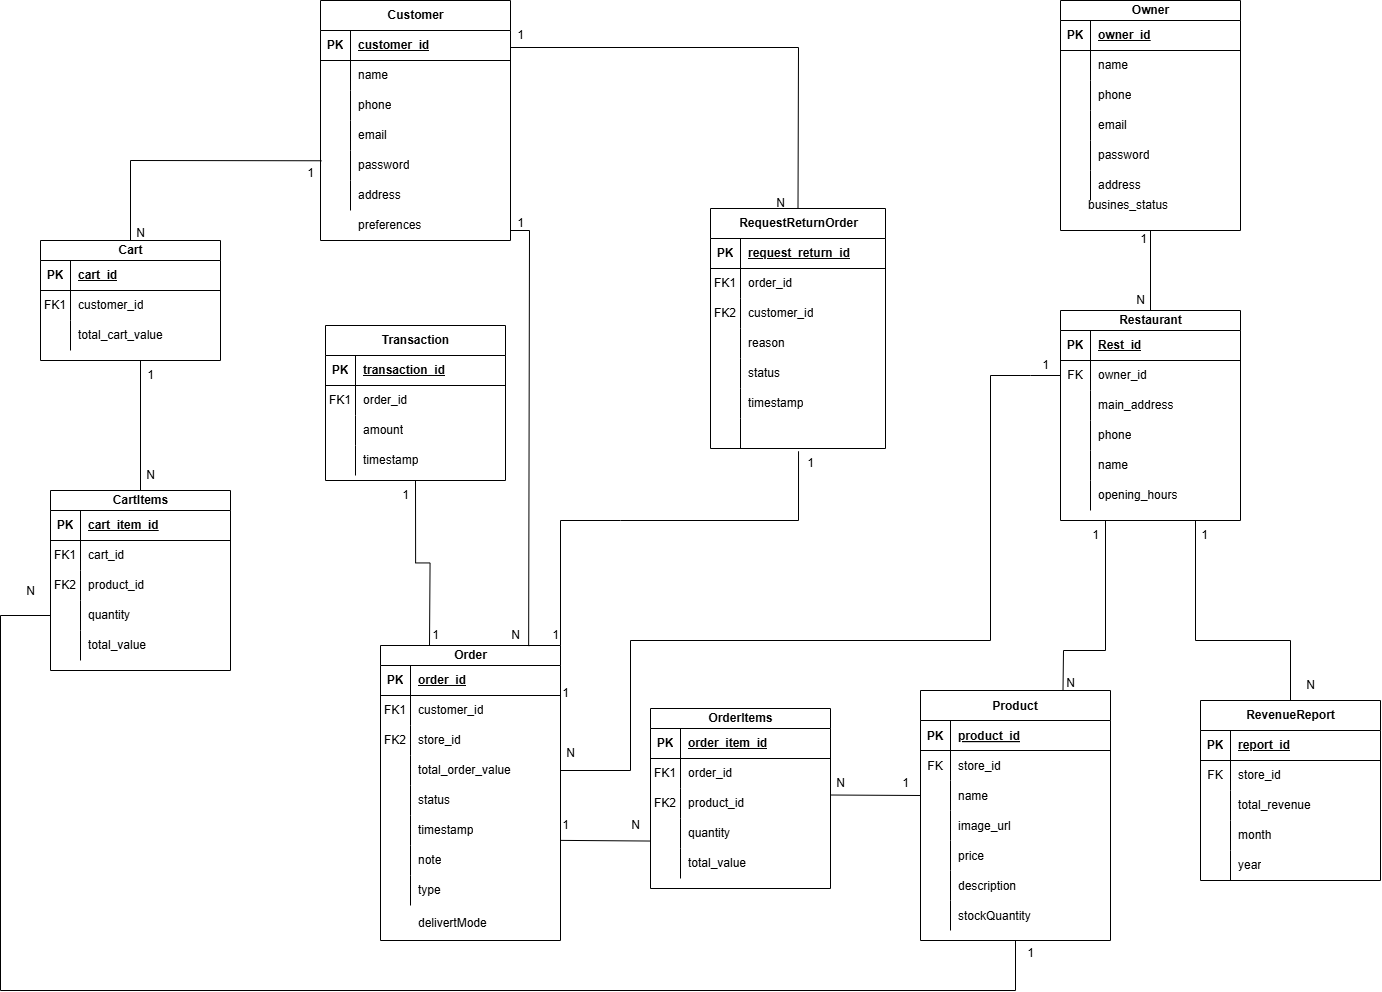 Customer
PK customer_id
name
phone
email
password
address
preferences
1
1
1
Owner
PK owner_id
name
phone
email
password
address
busines_status
1
N
Cart
PK cart_id
FK1 customer_id
total_cart_value
1
N
RequestReturnOrder
PK request_return_id
FK1 order_id
FK2 customer_id
reason
status
timestamp
1
N
Restaurant
PK Rest_id
FK owner_id
main_address
phone
name
opening_hours
1
1
1
Transaction
PK transaction_id
FK1 order_id
amount
timestamp
1
N
CartItems
PK cart_item_id
FK1 cart_id
FK2 product_id
quantity
total_value
N
1
N
1
Order
PK order_id
FK1 customer_id
FK2 store_id
total_order_value
status
timestamp
note
type
delivertMode
1
N
1
N
OrderItems
PK order_item_id
FK1 order_id
FK2 product_id
quantity
total_value
N
1
N
Product
PK product_id
FK store_id
name
image_url
price
description
stockQuantity
1
N
RevenueReport
PK report_id
FK store_id
total_revenue
month
year